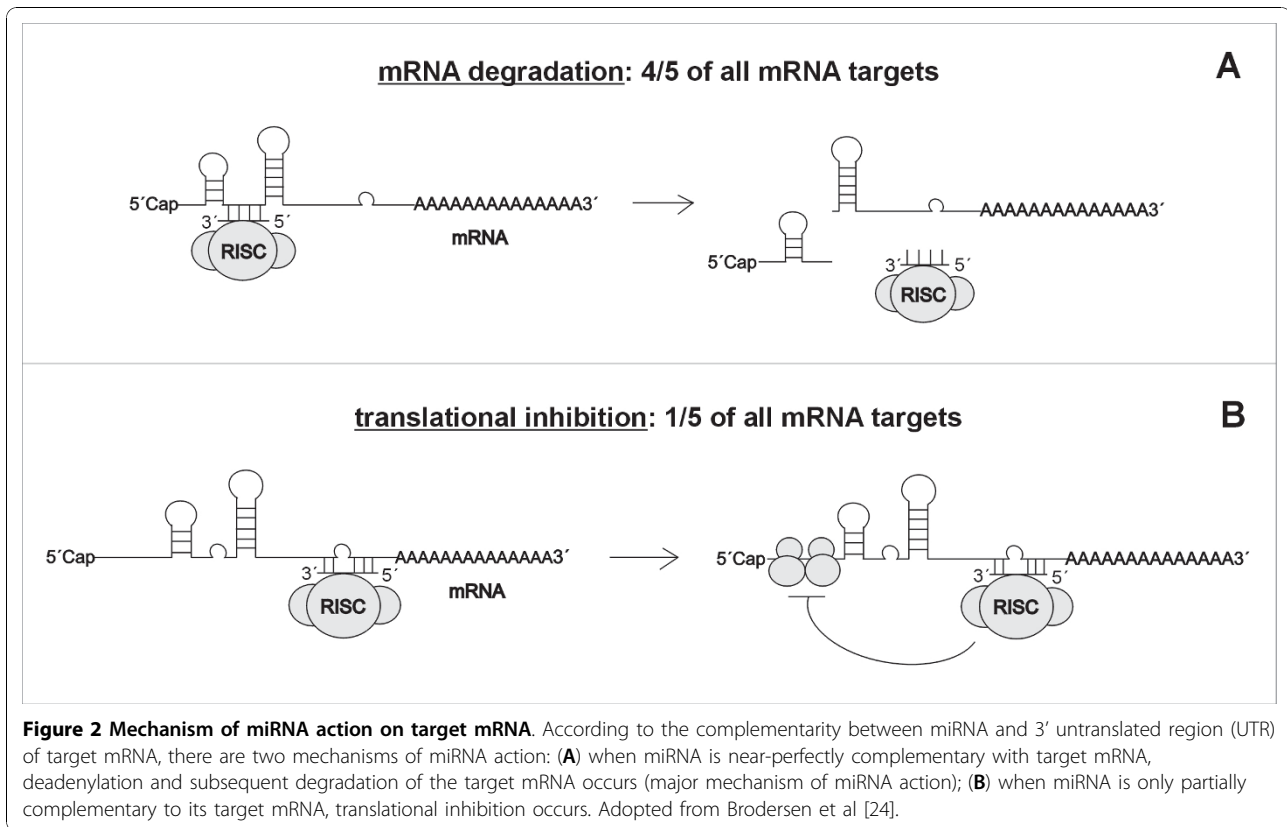 A
mRNA degradation: 4/5 of all mRNA targets
5´Cap
AAAAAAAAAAAAAA3´
3´ 5´
RISC
mRNA
AAAAAAAAAAAAAA3´
5´Cap
3´ 5´
RISC
B
translational inhibition: 1/5 of all mRNA targets
5´Cap
AAAAAAAAAAAAAA3´
3´ 5´
RISC
mRNA
5´Cap
AAAAAAAAAAAAAA3´
3´ 5´
RISC
Figure 2 Mechanism of miRNA action on target mRNA. According to the complementarity between miRNA and 3’ untranslated region (UTR)
of target mRNA, there are two mechanisms of miRNA action: (A) when miRNA is near-perfectly complementary with target mRNA,
deadenylation and subsequent degradation of the target mRNA occurs (major mechanism of miRNA action); (B) when miRNA is only partially
complementary to its target mRNA, translational inhibition occurs. Adopted from Brodersen et al [24].